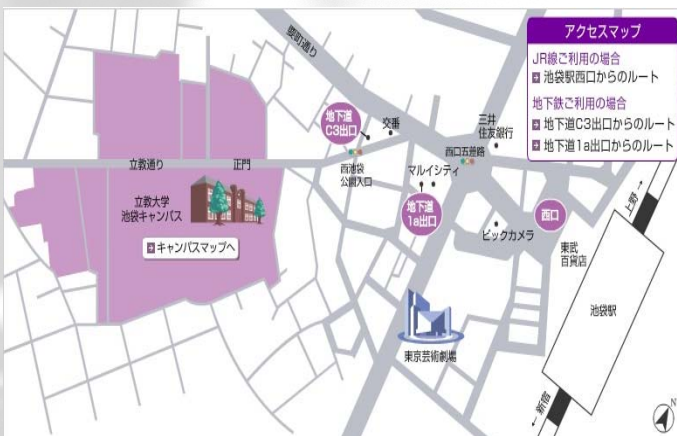 アクセスマップ
JR線ご利用の場合
池袋駅西口からのルート
地下鉄ご利用の場合
地下道C3出口からのルート
地下道1a出口からのルート
要町通り
地下道
C3出口
交番
三井
住友銀行
西口五差路
立教通り
正門
西池袋
公園入口
マルイシティ
地下道
1a出口
西口
上野 →
立教大学
池袋キャンパス
キャンパスマップへ
ビックカメラ
東武
百貨店
池袋駅
東京芸術劇場
← 新宿
N